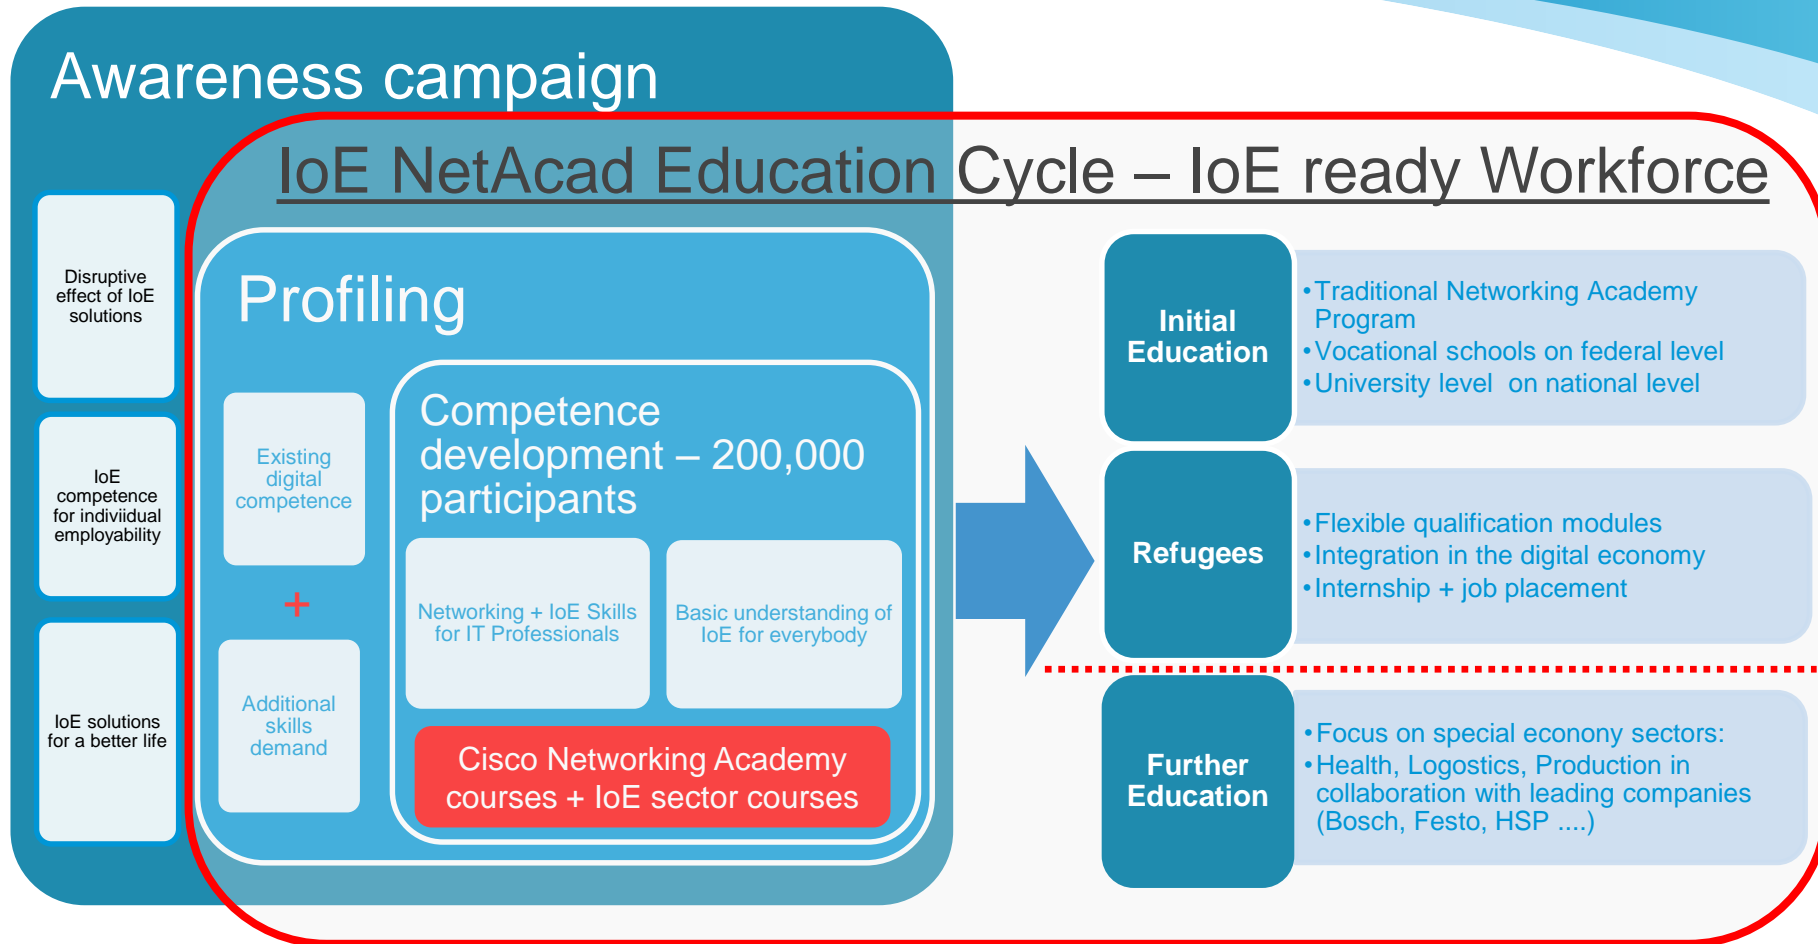 Awareness campaign
IoE NetAcad Education Cycle – IoE ready Workforce
Disruptive
effect of IoE
solutions
IoE
competence
for indiviidual
employability
IoE solutions
for a better life
Profiling
Existing
digital
competence
+
Additional
skills
demand
Competence
development – 200,000
participants
Networking + IoE Skills
for IT Professionals
Basic understanding of
IoE for everybody
Cisco Networking Academy
courses + IoE sector courses
Initial
Education
•Traditional Networking Academy
Program
•Vocational schools on federal level
•University level on national level
Refugees
•Flexible qualification modules
•Integration in the digital economy
•Internship + job placement
Further
Education
•Focus on special econony sectors:
•Health, Logostics, Production in
collaboration with leading companies
(Bosch, Festo, HSP ....)